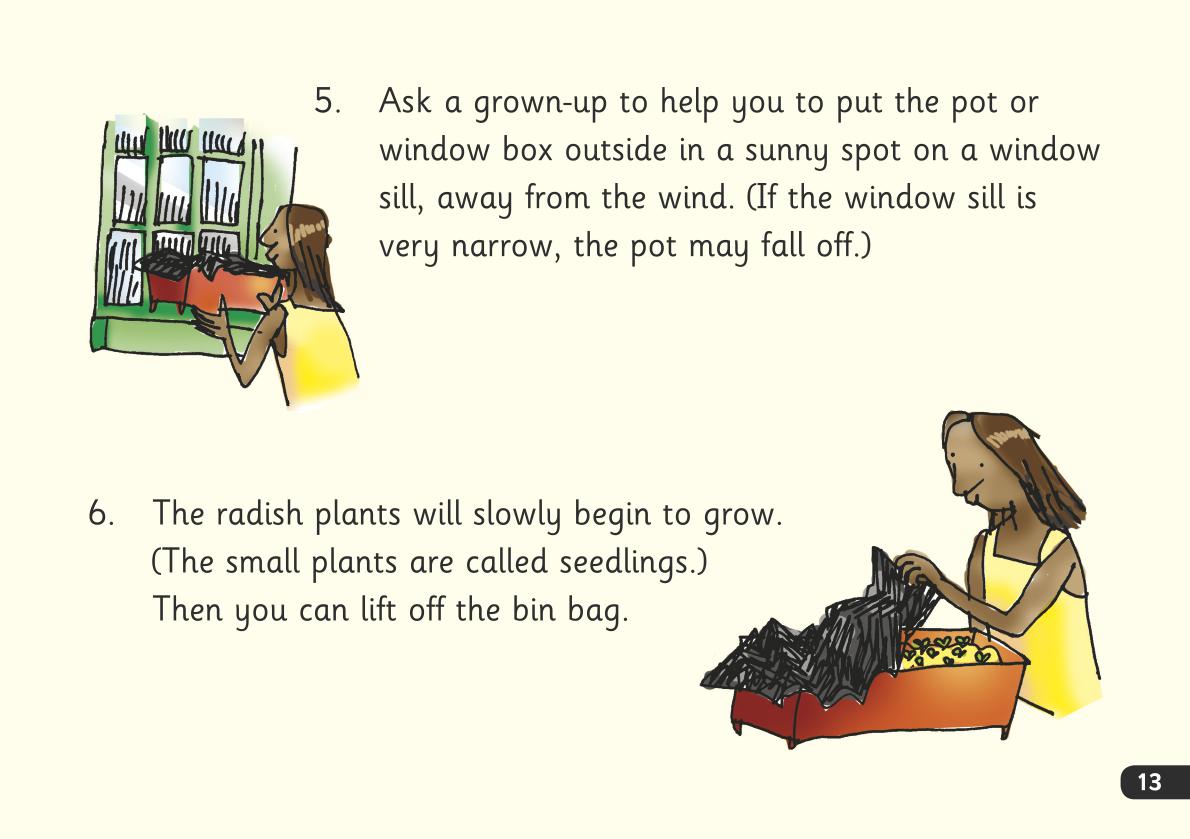 5. Ask a grown-up to help you to put the pot or
window box outside in a sunny spot on a window
sill, away from the wind. (If the window sill is
very narrow, the pot may fall off.)
6. The radish plants will slowly begin to grow.
(The small plants are called seedlings.)
Then you can lift off the bin bag.
13